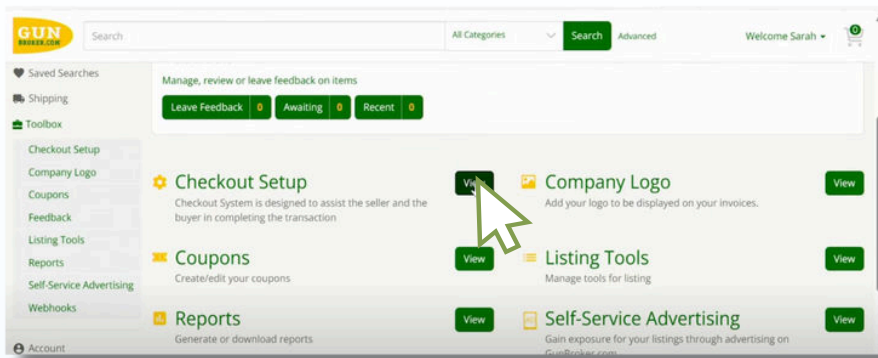 GUN
BROKER.COM
Search
All Categories
Search
Advanced
Welcome Sarah
0
Saved Searches
Shipping
Toolbox
Checkout Setup
Company Logo
Coupons
Feedback
Listing Tools
Reports
Self-Service Advertising
Webhooks
Account
Manage, review or leave feedback on items
Leave Feedback 0 Awaiting 0 Recent 0
Checkout Setup
Checkout System is designed to assist the seller and the
buyer in completing the transaction
View
Company Logo
Add your logo to be displayed on your invoices.
View
Coupons
Create/edit your coupons
View
Listing Tools
Manage tools for listing
View
Reports
Generate or download reports
View
Self-Service Advertising
Gain exposure for your listings through advertising on
GunBroker.com
View